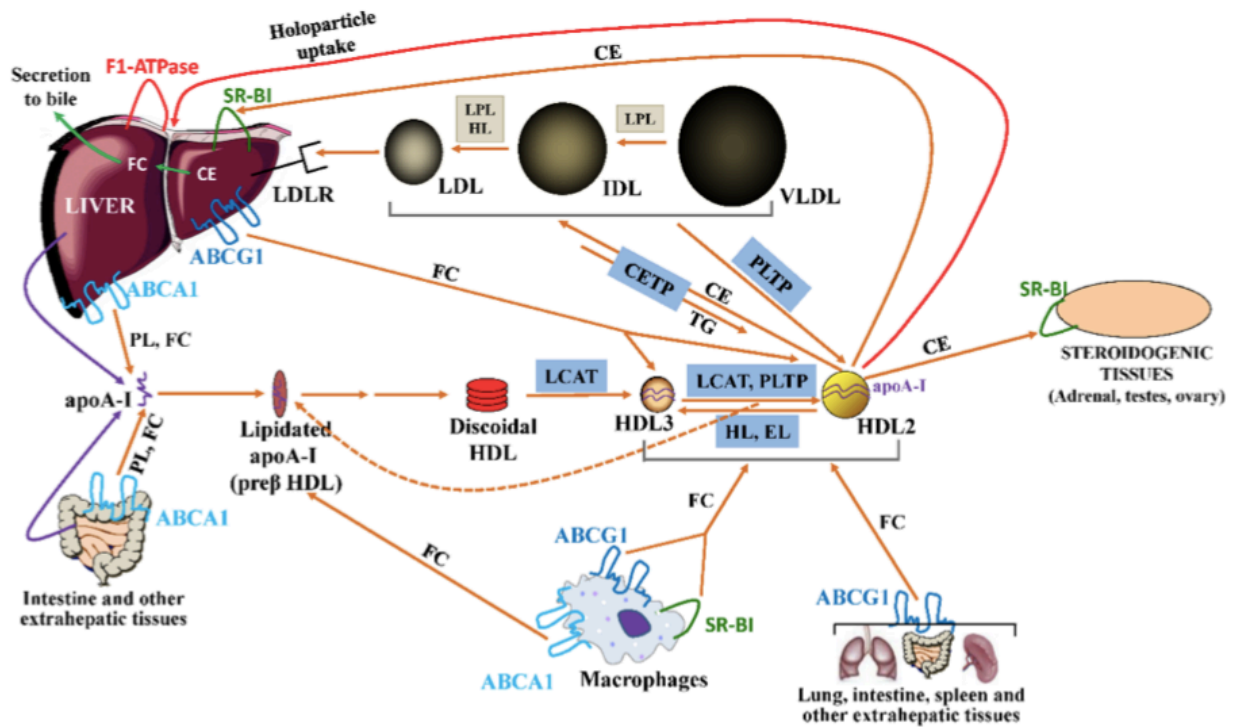 Holoparticle
uptake
CE
F1-ATPase
Secretion
to bile
SR-BI
LPL
HL
LPL
FC
CE
LDLR
LDL
IDL
VLDL
LIVER
ABCG1
ABCA1
FC
CETP
CE
TG
PLTP
SR-BI
CE
STEROIDOGENIC
TISSUES
(Adrenal, testes, ovary)
PL, FC
apoA-I
PL, FC
LCAT
LCAT, PLTP
apoA-I
Lipidated
apoA-I
(preβ HDL)
Discoidal
HDL
HDL3
HDL2
HL, EL
ABCA1
Intestine and other
extrahepatic tissues
FC
FC
FC
ABCG1
ABCG1
SR-BI
ABCA1
Macrophages
Lung, intestine, spleen and
other extrahepatic tissues